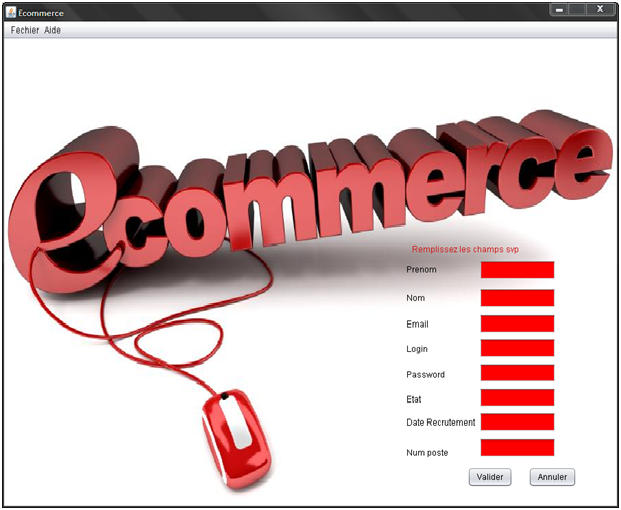 Ecommerce
Fechier Aide
ecommerce
Remplissez les champs svp
Prenom
Nom
Email
Login
Password
Etat
Date Recrutement
Num poste
Valider Annuler